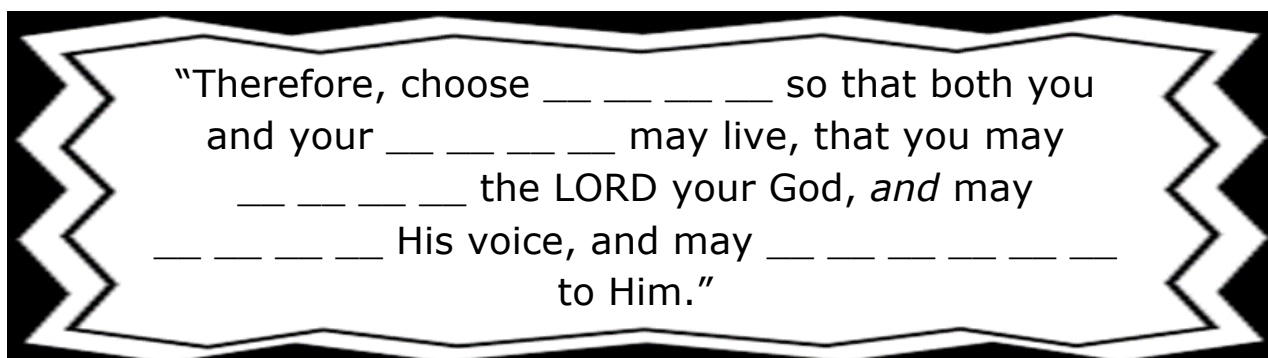 “Therefore, choose __ __ __ __ so that both you
and your __ __ __ __ may live, that you may
__ __ __ __ the LORD your God, and may
__ __ __ __ His voice, and may __ __ __ __ __ __
to Him.”